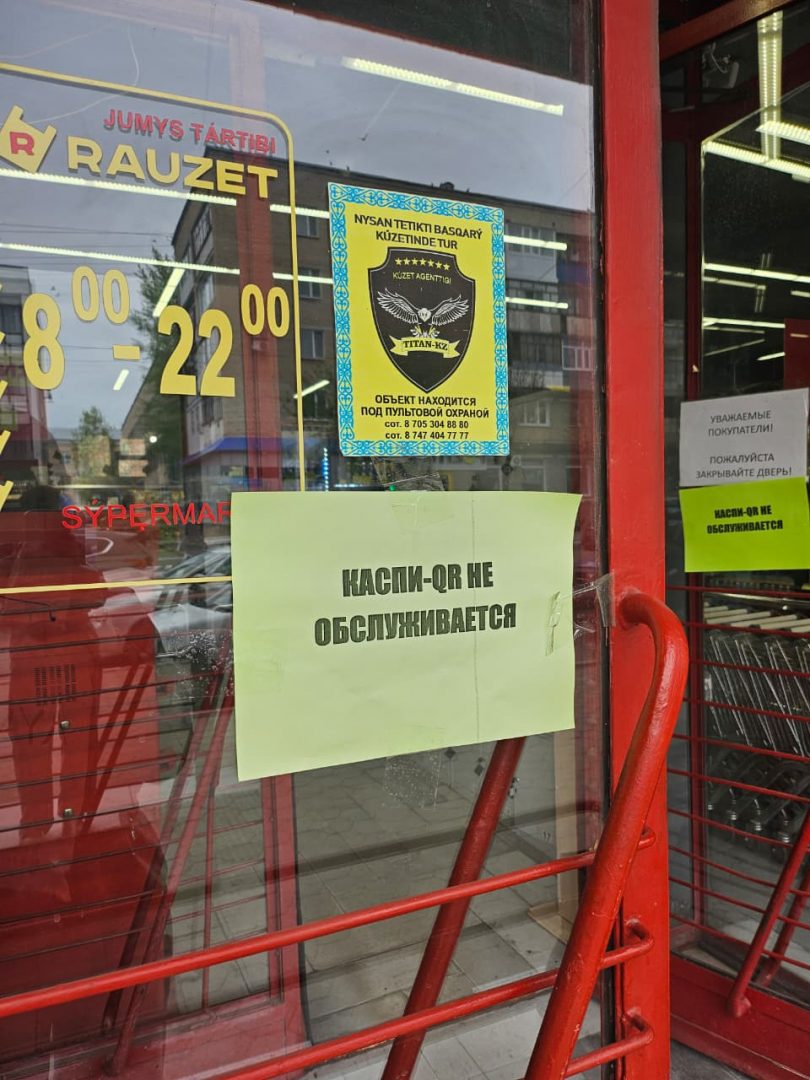 JUMYS TÁRTIBI
R
RAUZET
8 00 - 22 00
SÝPERMAR
NYSAN TETIKTI BASQARÝ
KÚZETINDE TUR
KÚZET AGENTTIGI
TITAN-KZ
ОБЪЕКТ НАХОДИТСЯ
ПОД ПУЛЬТОВОЙ ОХРАНОЙ
сот. 8 705 304 88 80
сот. 8 747 404 77 77
КАСПИ-QR НЕ
ОБСЛУЖИВАЕТСЯ
УВАЖАЕМЫЕ
ПОКУПАТЕЛИ!
ПОЖАЛУЙСТА
ЗАКРЫВАЙТЕ ДВЕРЬ!
КАСПИ-QR НЕ
ОБСЛУЖИВАЕТСЯ